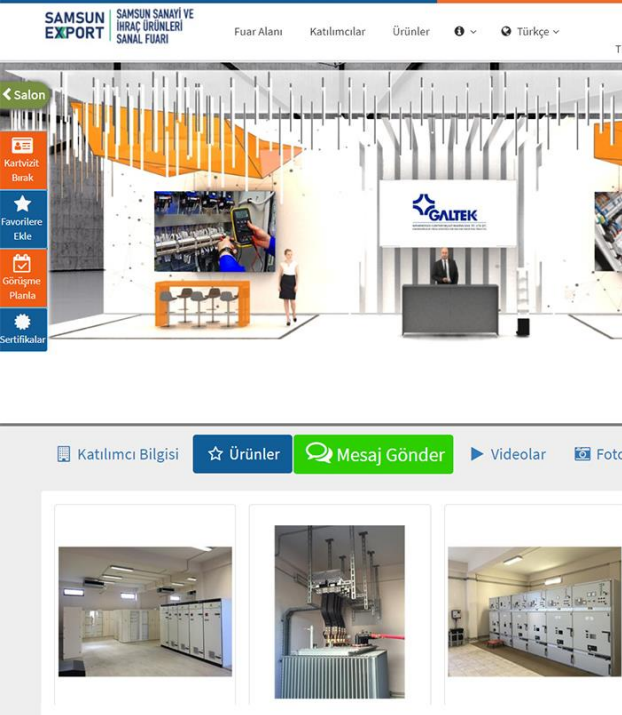 SAMSUN
EXPORT
SAMSUN SANAYİ VE
İHRAÇ ÜRÜNLERİ
SANAL FUARI
Fuar Alanı
Katılımcılar
Ürünler
Türkçe
T
Salon
Kartvizit
Bırak
Favorilere
Ekle
Görüşme
Planla
Sertifikalar
GALTEK
Katılımcı Bilgisi
Ürünler
Mesaj Gönder
Videolar
Foto